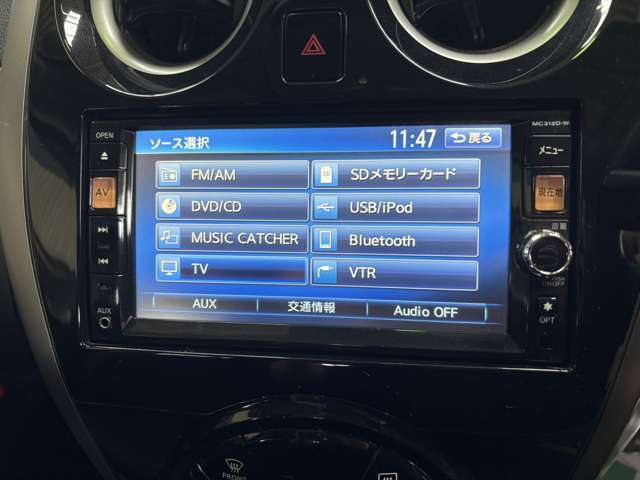 MC312D-W
OPEN
ソース選択
11:47
戻る
メニュー
AV
FM/AM
SDメモリーカード
現在地
DVD/CD
USB/iPod
MUSIC CATCHER
Bluetooth
TV
VTR
ON·OFF
AUX
交通情報
Audio OFF
AUX
OPT
FRONT